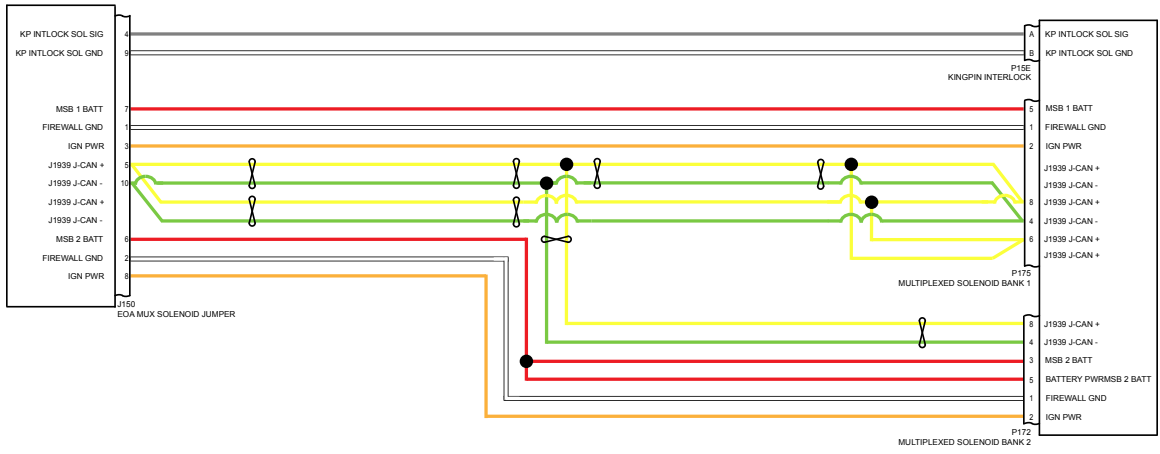 KP INTLOCK SOL SIG 4
KP INTLOCK SOL GND 9
MSB 1 BATT 7
FIREWALL GND 1
IGN PWR 3
J1939 J-CAN + 5
J1939 J-CAN - 10
J1939 J-CAN +
J1939 J-CAN -
MSB 2 BATT 6
FIREWALL GND 2
IGN PWR 8
J150
EOA MUX SOLENOID JUMPER
A KP INTLOCK SOL SIG
B KP INTLOCK SOL GND
P15E
KINGPIN INTERLOCK
5 MSB 1 BATT
1 FIREWALL GND
2 IGN PWR
J1939 J-CAN +
J1939 J-CAN -
8 J1939 J-CAN +
4 J1939 J-CAN -
6 J1939 J-CAN +
J1939 J-CAN +
P175
MULTIPLEXED SOLENOID BANK 1
8 J1939 J-CAN +
4 J1939 J-CAN -
3 MSB 2 BATT
5 BATTERY PWRMSB 2 BATT
1 FIREWALL GND
2 IGN PWR
P172
MULTIPLEXED SOLENOID BANK 2